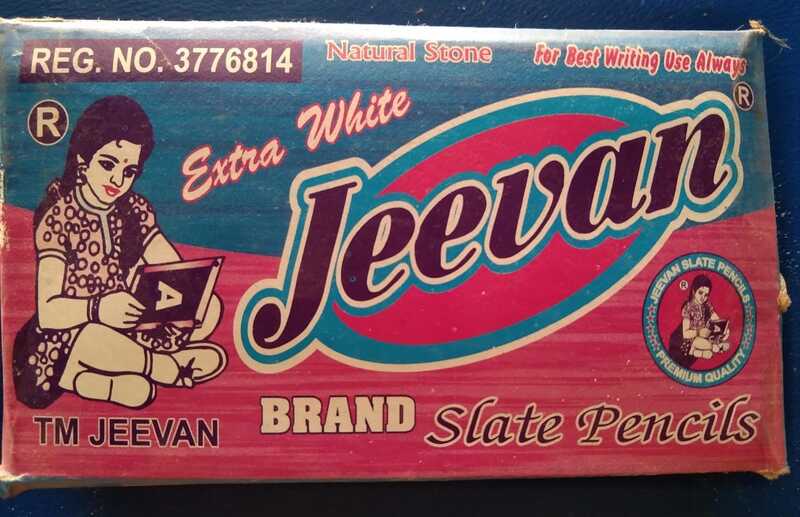 REG. NO. 3776814
Natural Stone
For Best Writing Use Always
®
Extra White
Jeevan
®
A
JEEVAN SLATE PENCILS
®
PREMIUM QUALITY
TM JEEVAN
BRAND Slate Pencils